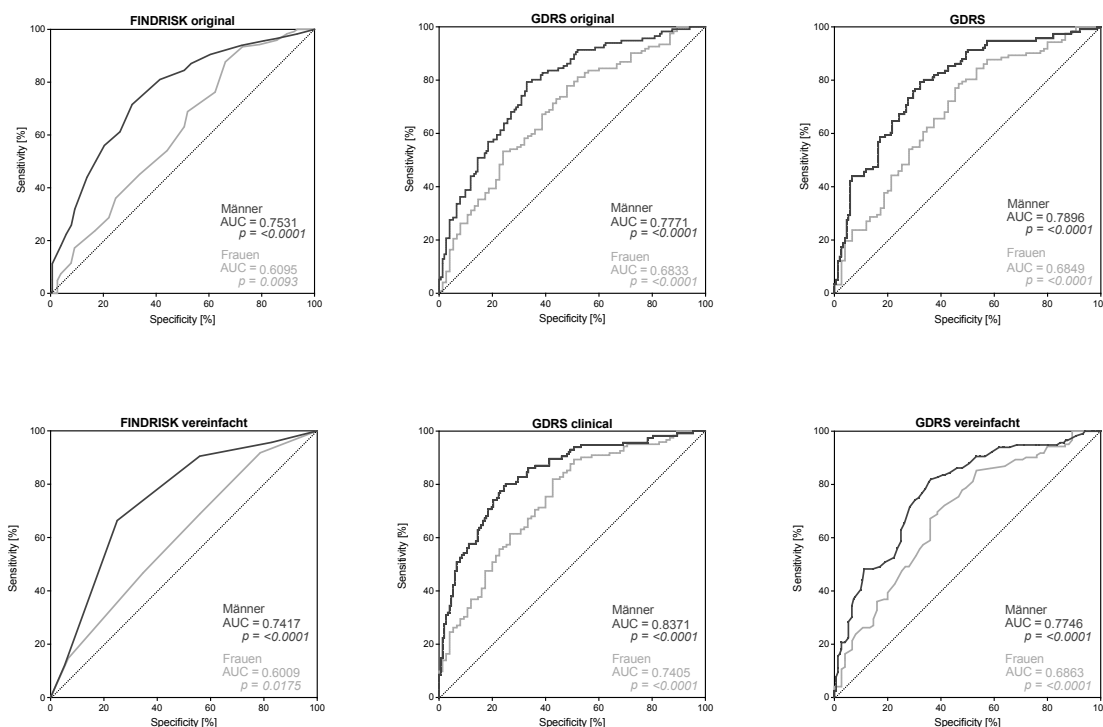 FINDRISK original
100
80
60
40
20
0
Sensitivity [%]
0 20 40 60 80 100
Specificity [%]
Männer
AUC = 0.7531
p = <0.0001
Frauen
AUC = 0.6095
p = 0.0093
GDRS original
100
80
60
40
20
0
Sensitivity [%]
0 20 40 60 80 100
Specificity [%]
Männer
AUC = 0.7771
p = <0.0001
Frauen
AUC = 0.6833
p = <0.0001
GDRS
100
80
60
40
20
0
Sensitivity [%]
0 20 40 60 80 100
Specificity [%]
Männer
AUC = 0.7896
p = <0.0001
Frauen
AUC = 0.6849
p = <0.0001
FINDRISK vereinfacht
100
80
60
40
20
0
Sensitivity [%]
0 20 40 60 80 100
Specificity [%]
Männer
AUC = 0.7417
p = <0.0001
Frauen
AUC = 0.6009
p = 0.0175
GDRS clinical
100
80
60
40
20
0
Sensitivity [%]
0 20 40 60 80 100
Specificity [%]
Männer
AUC = 0.8371
p = <0.0001
Frauen
AUC = 0.7405
p = <0.0001
GDRS vereinfacht
100
80
60
40
20
0
Sensitivity [%]
0 20 40 60 80 100
Specificity [%]
Männer
AUC = 0.7746
p = <0.0001
Frauen
AUC = 0.6863
p = <0.0001